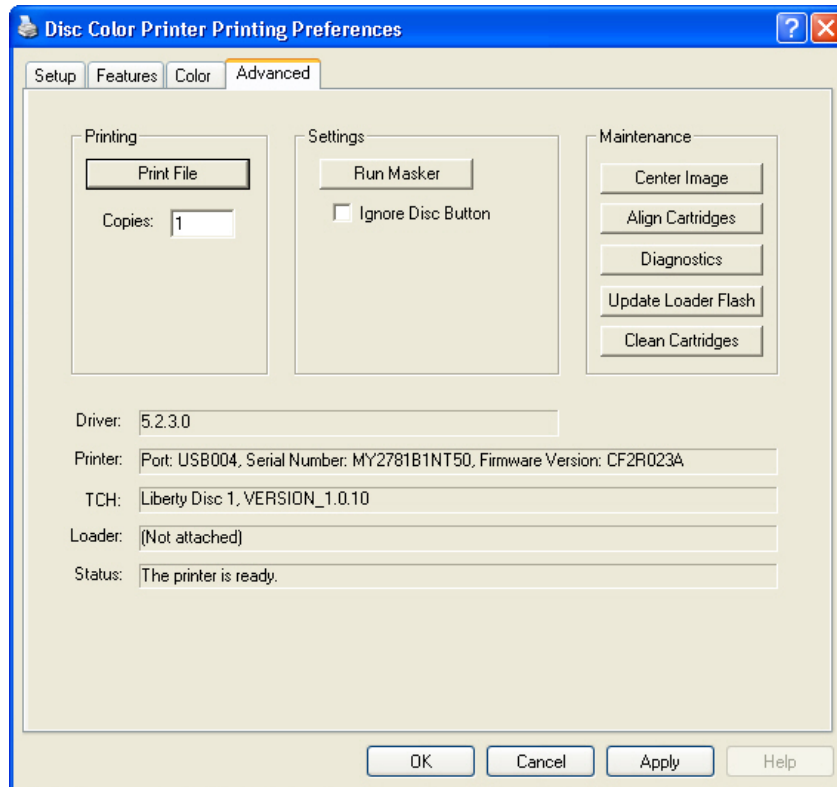 Disc Color Printer Printing Preferences
Setup
Features
Color
Advanced
Printing
Print File
Copies: 1
Settings
Run Masker
Ignore Disc Button
Maintenance
Center Image
Align Cartridges
Diagnostics
Update Loader Flash
Clean Cartridges
Driver: 5.2.3.0
Printer: Port: USB004, Serial Number: MY2781B1NT50, Firmware Version: CF2R023A
TCH: Liberty Disc 1, VERSION_1.0.10
Loader: (Not attached)
Status: The printer is ready.
OK
Cancel
Apply
Help